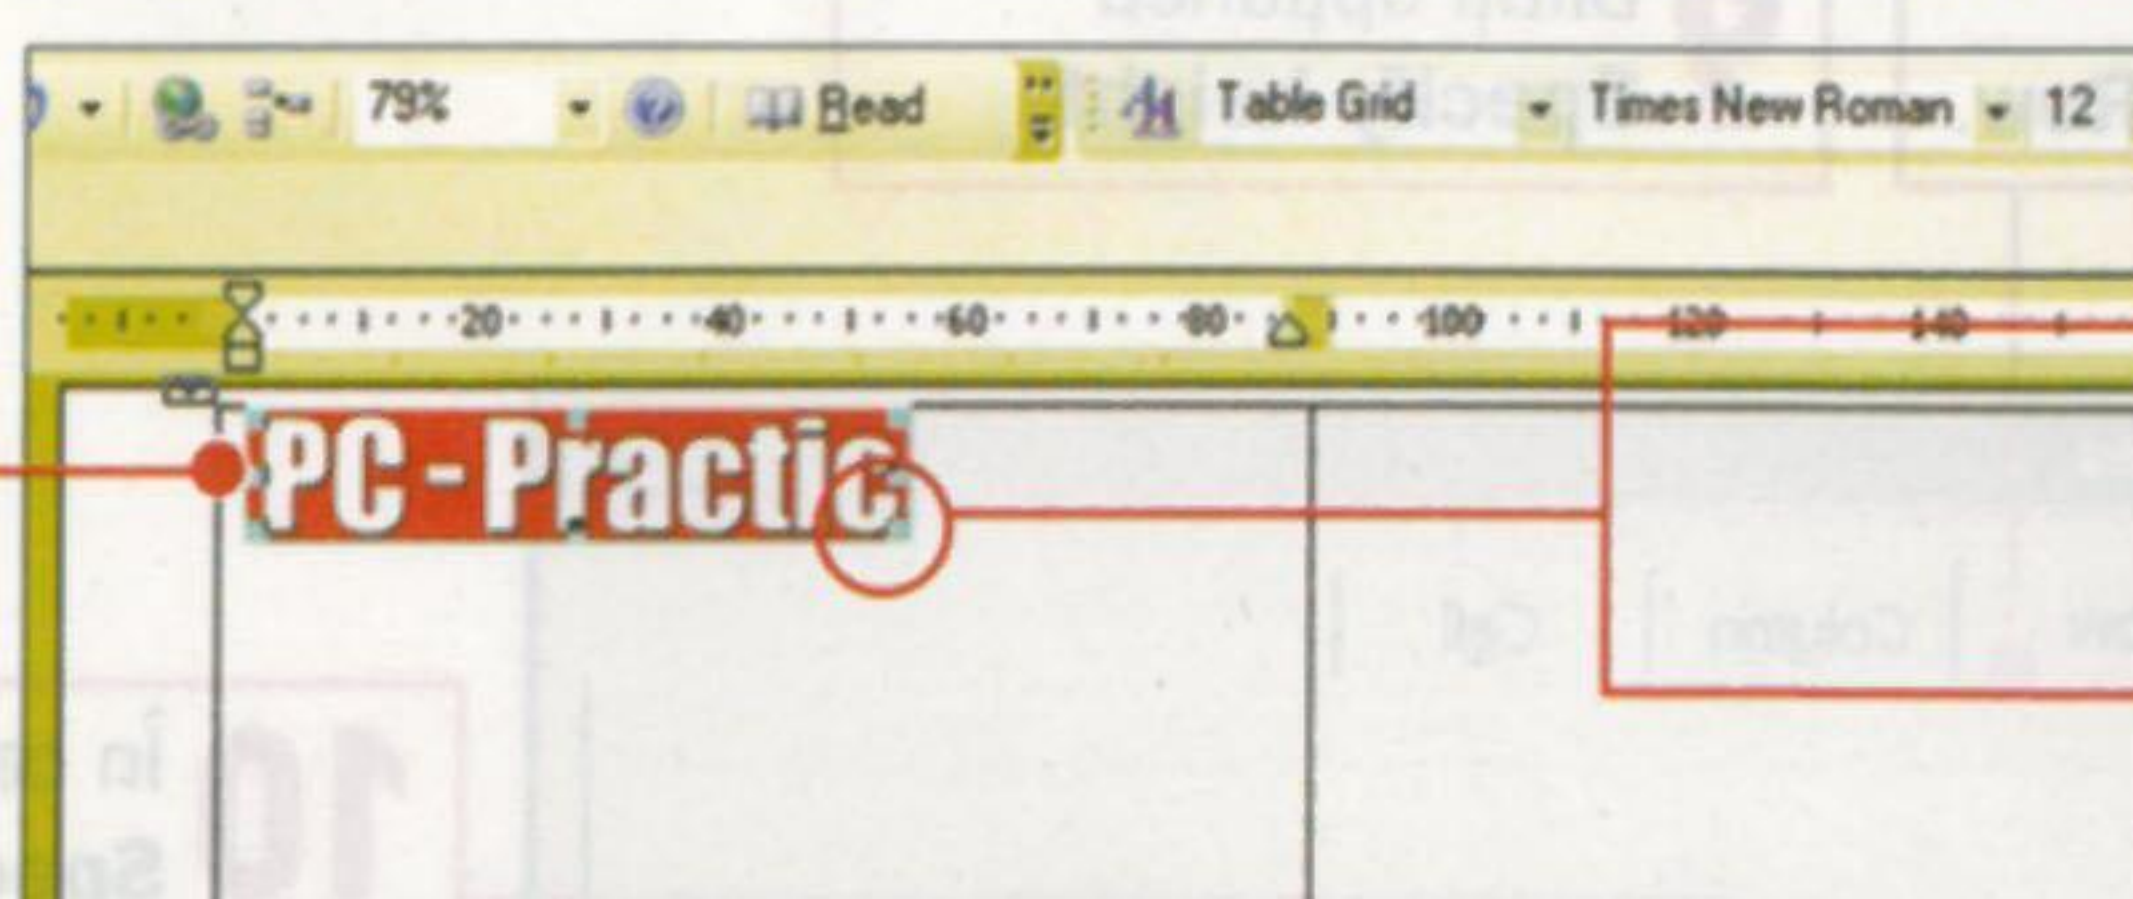 79% Read Table Grid Times New Roman 12
20 40 60 80 100 120 140
PC - Practic